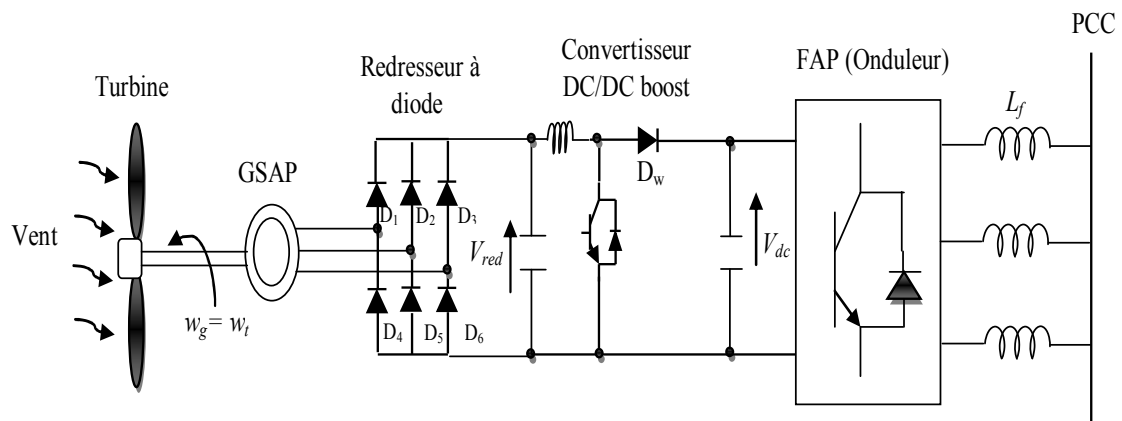 Turbine
Vent
w_g= w_t
GSAP
Redresseur à
diode
D_1
D_2
D_3
D_4
D_5
D_6
V_red
Convertisseur
DC/DC boost
D_w
V_dc
FAP (Onduleur)
L_f
PCC